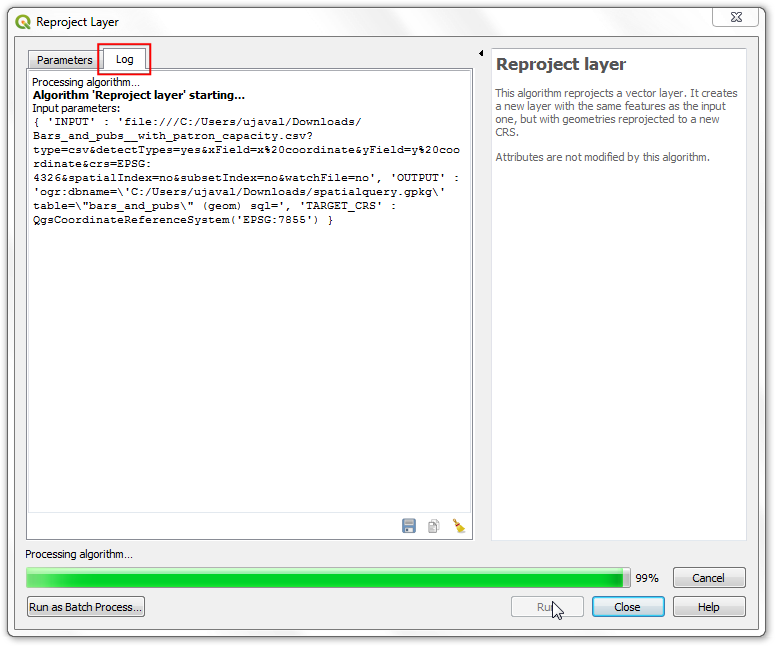 Reproject Layer
Parameters
Log
Processing algorithm...
Algorithm 'Reproject layer' starting...
Input parameters:
{ 'INPUT' : 'file:///C:/Users/ujaval/Downloads/
Bars_and_pubs__with_patron_capacity.csv?
type=csv&detectTypes=yes&xField=x%20coordinate&yField=y%20coo
rdinate&crs=EPSG:
4326&spatialIndex=no&subsetIndex=no&watchFile=no', 'OUTPUT' :
'ogr:dbname=\'C:/Users/ujaval/Downloads/spatialquery.gpkg\'
table=\"bars_and_pubs\" (geom) sql=', 'TARGET_CRS' :
QgsCoordinateReferenceSystem('EPSG:7855') }
Reproject layer
This algorithm reprojects a vector layer. It creates
a new layer with the same features as the input
one, but with geometries reprojected to a new
CRS.
Attributes are not modified by this algorithm.
Processing algorithm...
99%
Cancel
Run as Batch Process...
Run
Close
Help